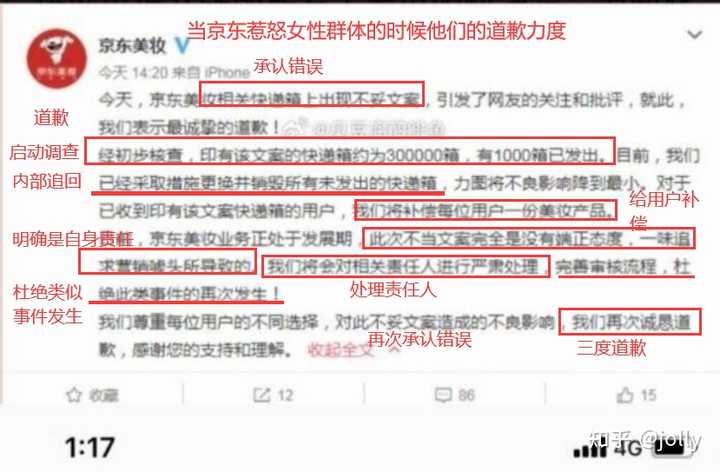 当京东惹怒女性群体的时候他们的道歉力度
京东美妆
京东美妆
今天 14:20 来自 iPhone
承认错误
今天，京东美妆相关快递箱上出现不妥文案，引发了网友的关注和批评，就此，
道歉
我们表示最诚挚的道歉！
启动调查
经初步核查，印有该文案的快递箱约为300000箱，有1000箱已发出。目前，我们
内部追回
已经采取措施更换并销毁所有未发出的快递箱，力图将不良影响降到最小。对于
给用户补偿
已收到印有该文案快递箱的用户，我们将补偿每位用户一份美妆产品。
明确是自身责任
责任，京东美妆业务正处于发展期，此次不当文案完全是没有端正态度，一味追
求营销噱头所导致的，我们将会对相关责任人进行严肃处理，完善审核流程，杜
杜绝类似事件发生
绝此类事件的再次发生！
处理责任人
我们尊重每位用户的不同选择，对此不妥文案造成的不良影响，我们再次诚恳道
再次承认错误
三度道歉
歉，感谢您的支持和理解。 收起全文
收藏
12
86
15
1:17
4G
知乎 @jolly